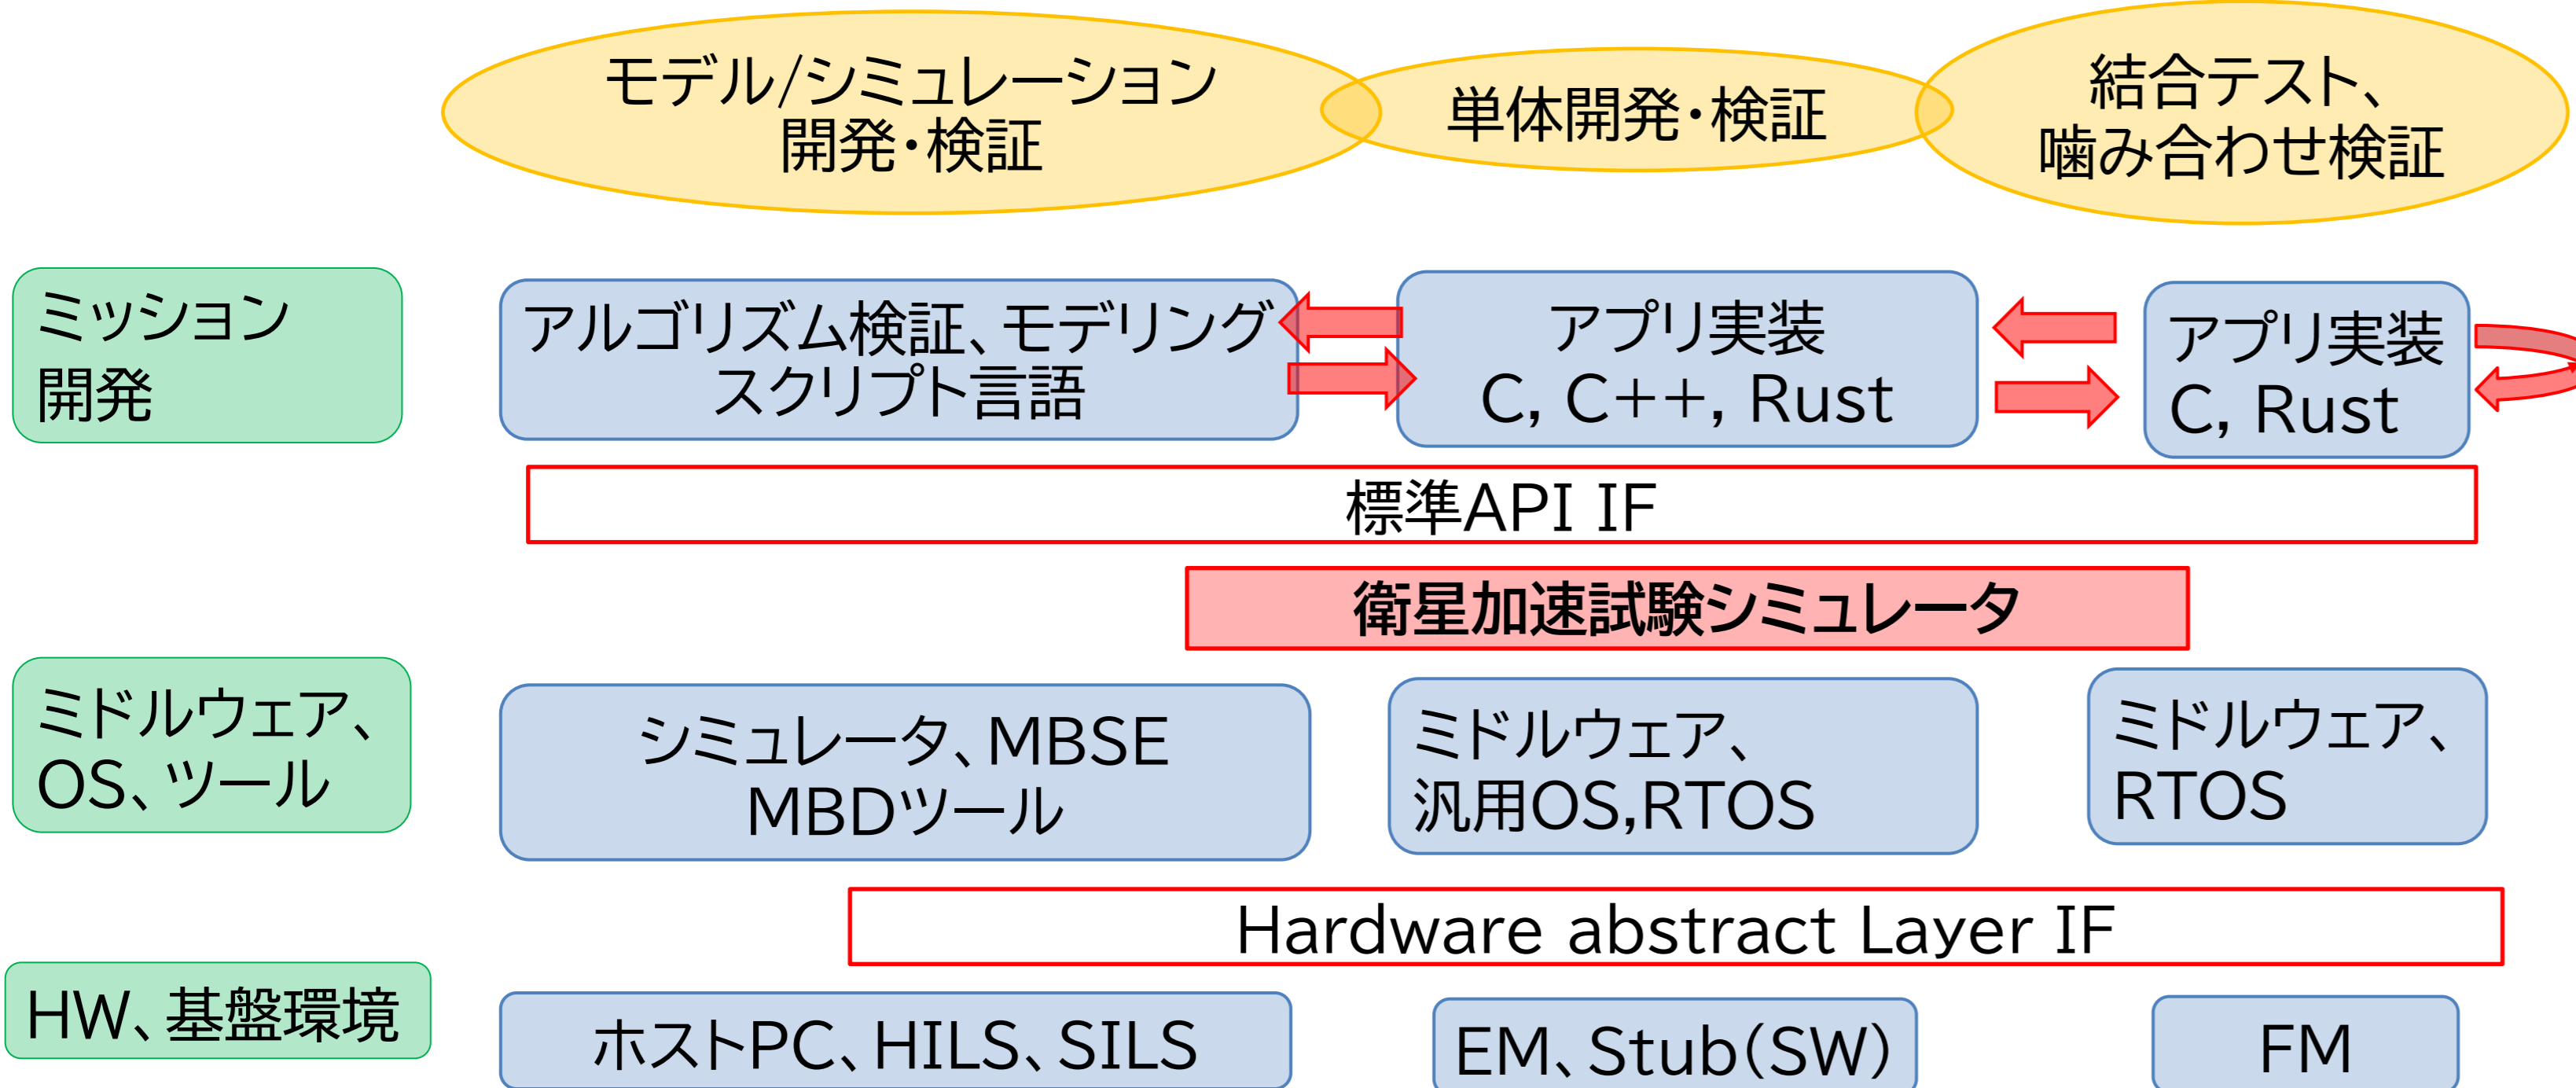 モデル/シミュレーション
開発・検証
単体開発・検証
結合テスト、
噛み合わせ検証
ミッション
開発
アルゴリズム検証、モデリング
スクリプト言語
アプリ実装
C, C++, Rust
アプリ実装
C, Rust
標準API IF
衛星加速試験シミュレータ
ミドルウェア、
OS、ツール
シミュレータ、MBSE
MBDツール
ミドルウェア、
汎用OS,RTOS
ミドルウェア、
RTOS
Hardware abstract Layer IF
HW、基盤環境
ホストPC、HILS、SILS
EM、Stub(SW)
FM